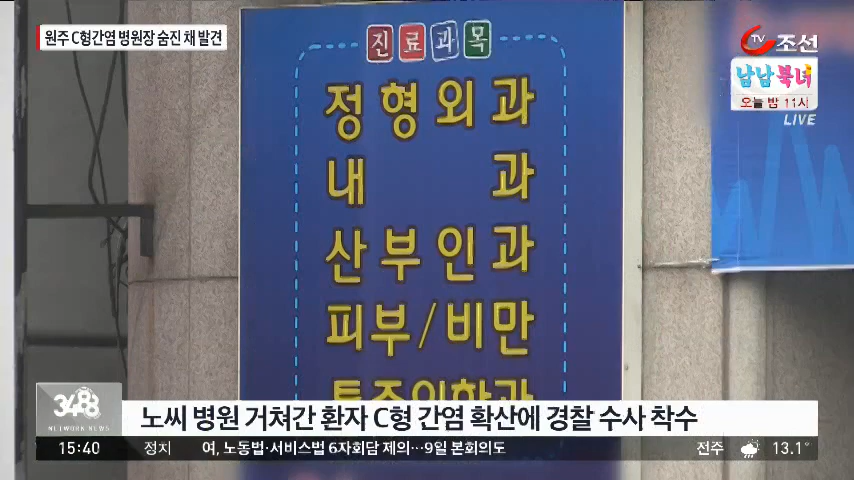 원주 C형간염 병원장 숨진 채 발견
TV조선
남남북녀
오늘 밤 11시
LIVE
진료과목
정형외과
내 과
산부인과
피부/비만
노씨 병원 거쳐간 환자 C형 간염 확산에 경찰 수사 착수
NETWORK NEWS
15:40 정치 여, 노동법·서비스법 6자회담 제의…9일 본회의도 전주 13.1°